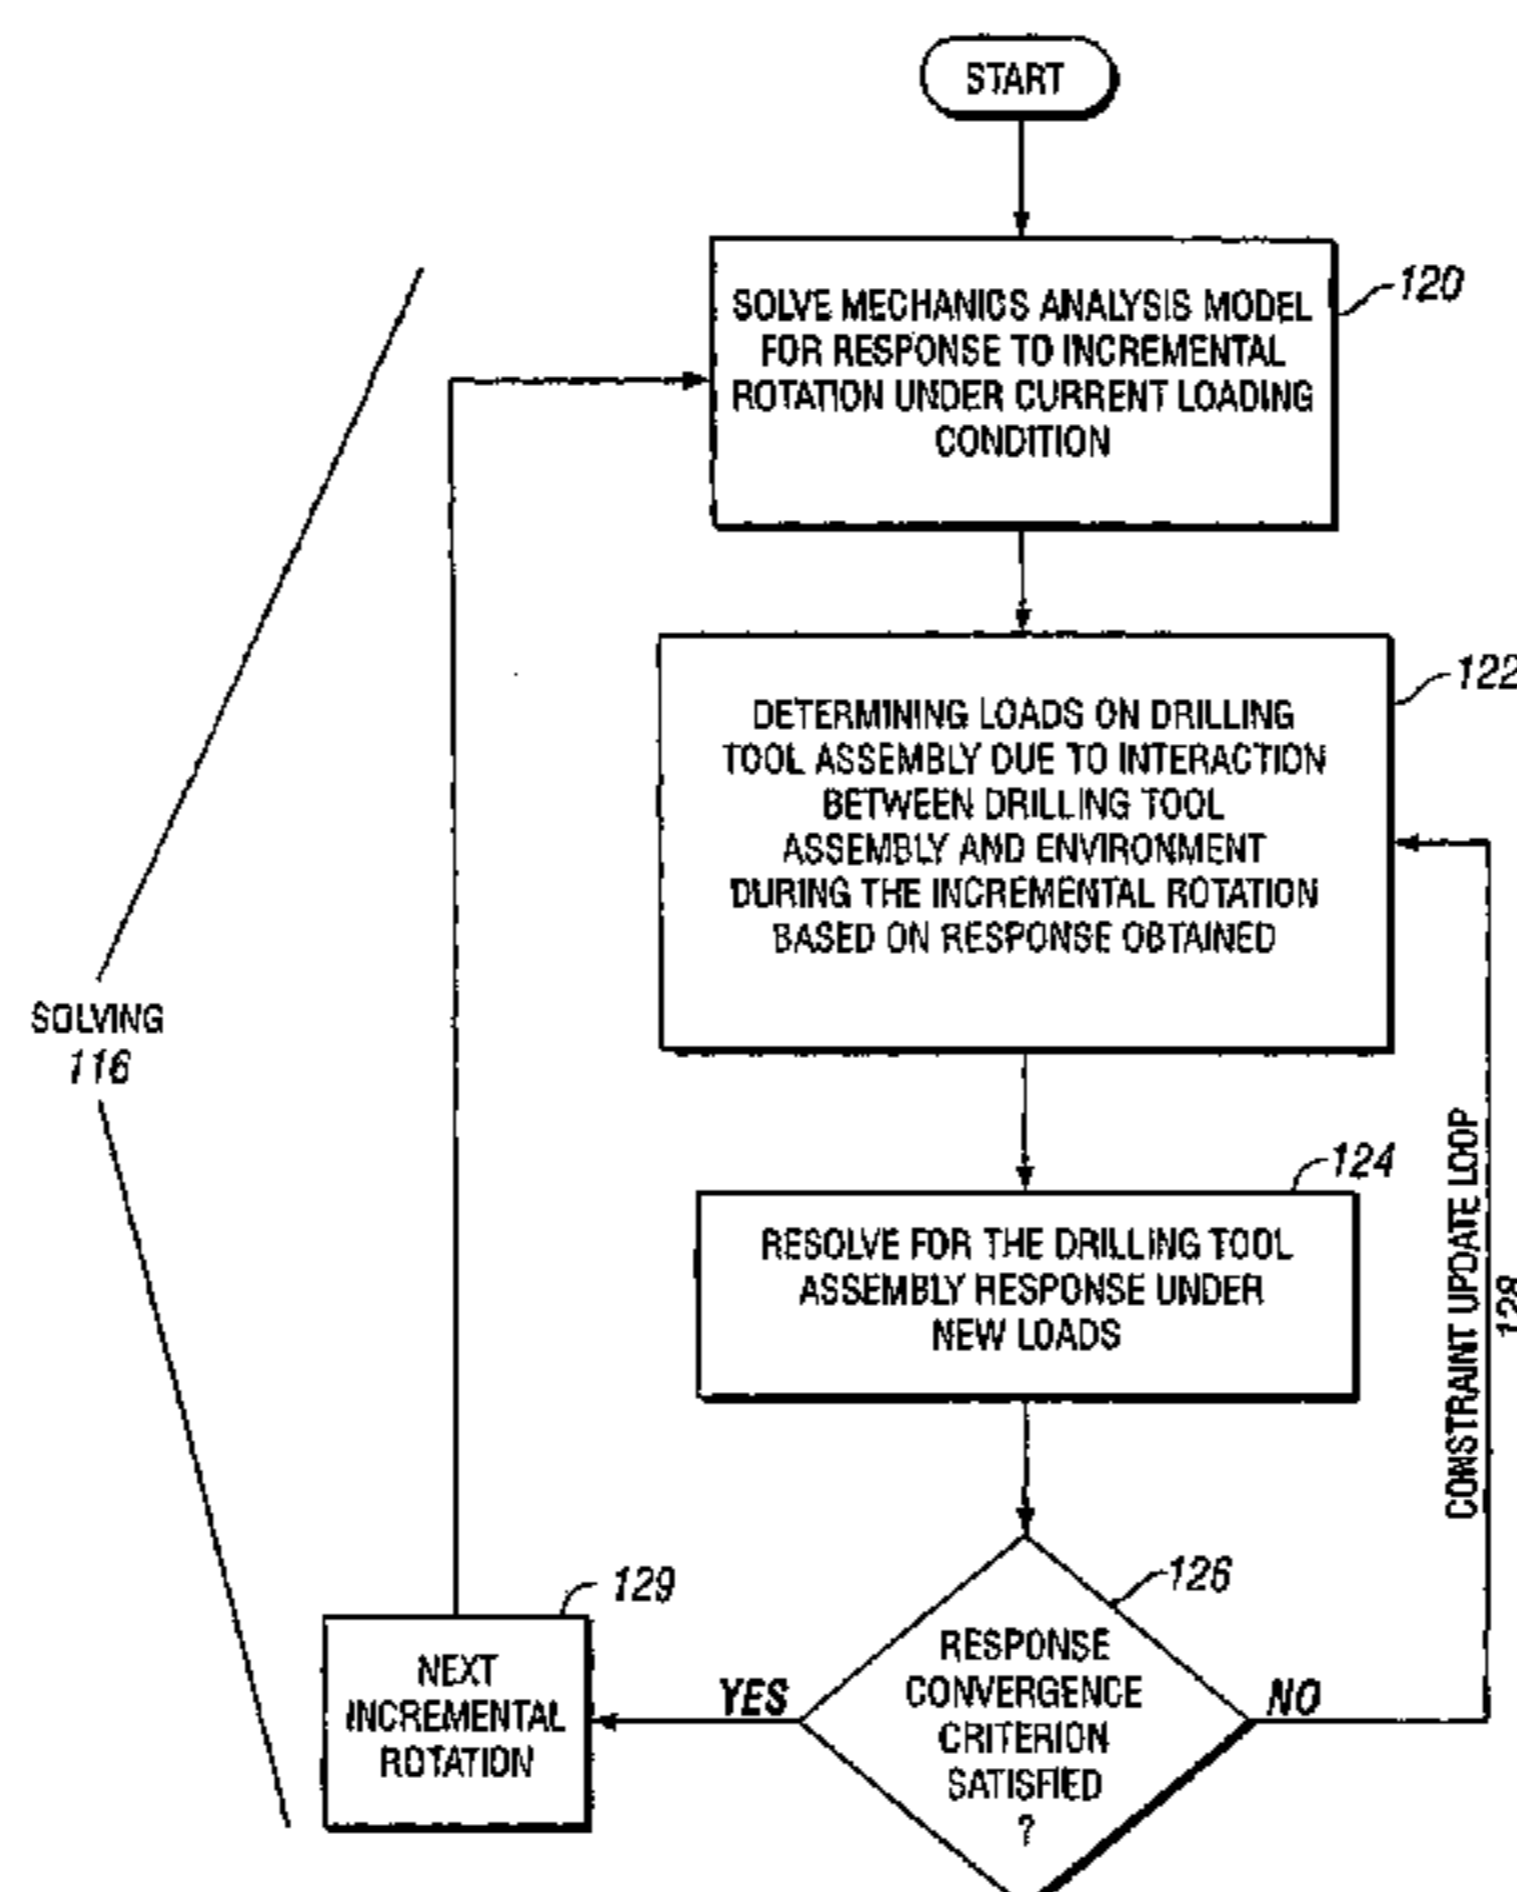 START
120
SOLVE MECHANICS ANALYSIS MODEL
FOR RESPONSE TO INCREMENTAL
ROTATION UNDER CURRENT LOADING
CONDITION
122
DETERMINING LOADS ON DRILLING
TOOL ASSEMBLY DUE TO INTERACTION
BETWEEN DRILLING TOOL
ASSEMBLY AND ENVIRONMENT
DURING THE INCREMENTAL ROTATION
BASED ON RESPONSE OBTAINED
SOLVING
116
124
RESOLVE FOR THE DRILLING TOOL
ASSEMBLY RESPONSE UNDER
NEW LOADS
CONSTRAINT UPDATE LOOP
128
126
RESPONSE
CONVERGENCE
CRITERION
SATISFIED
?
YES
NO
129
NEXT
INCREMENTAL
ROTATION